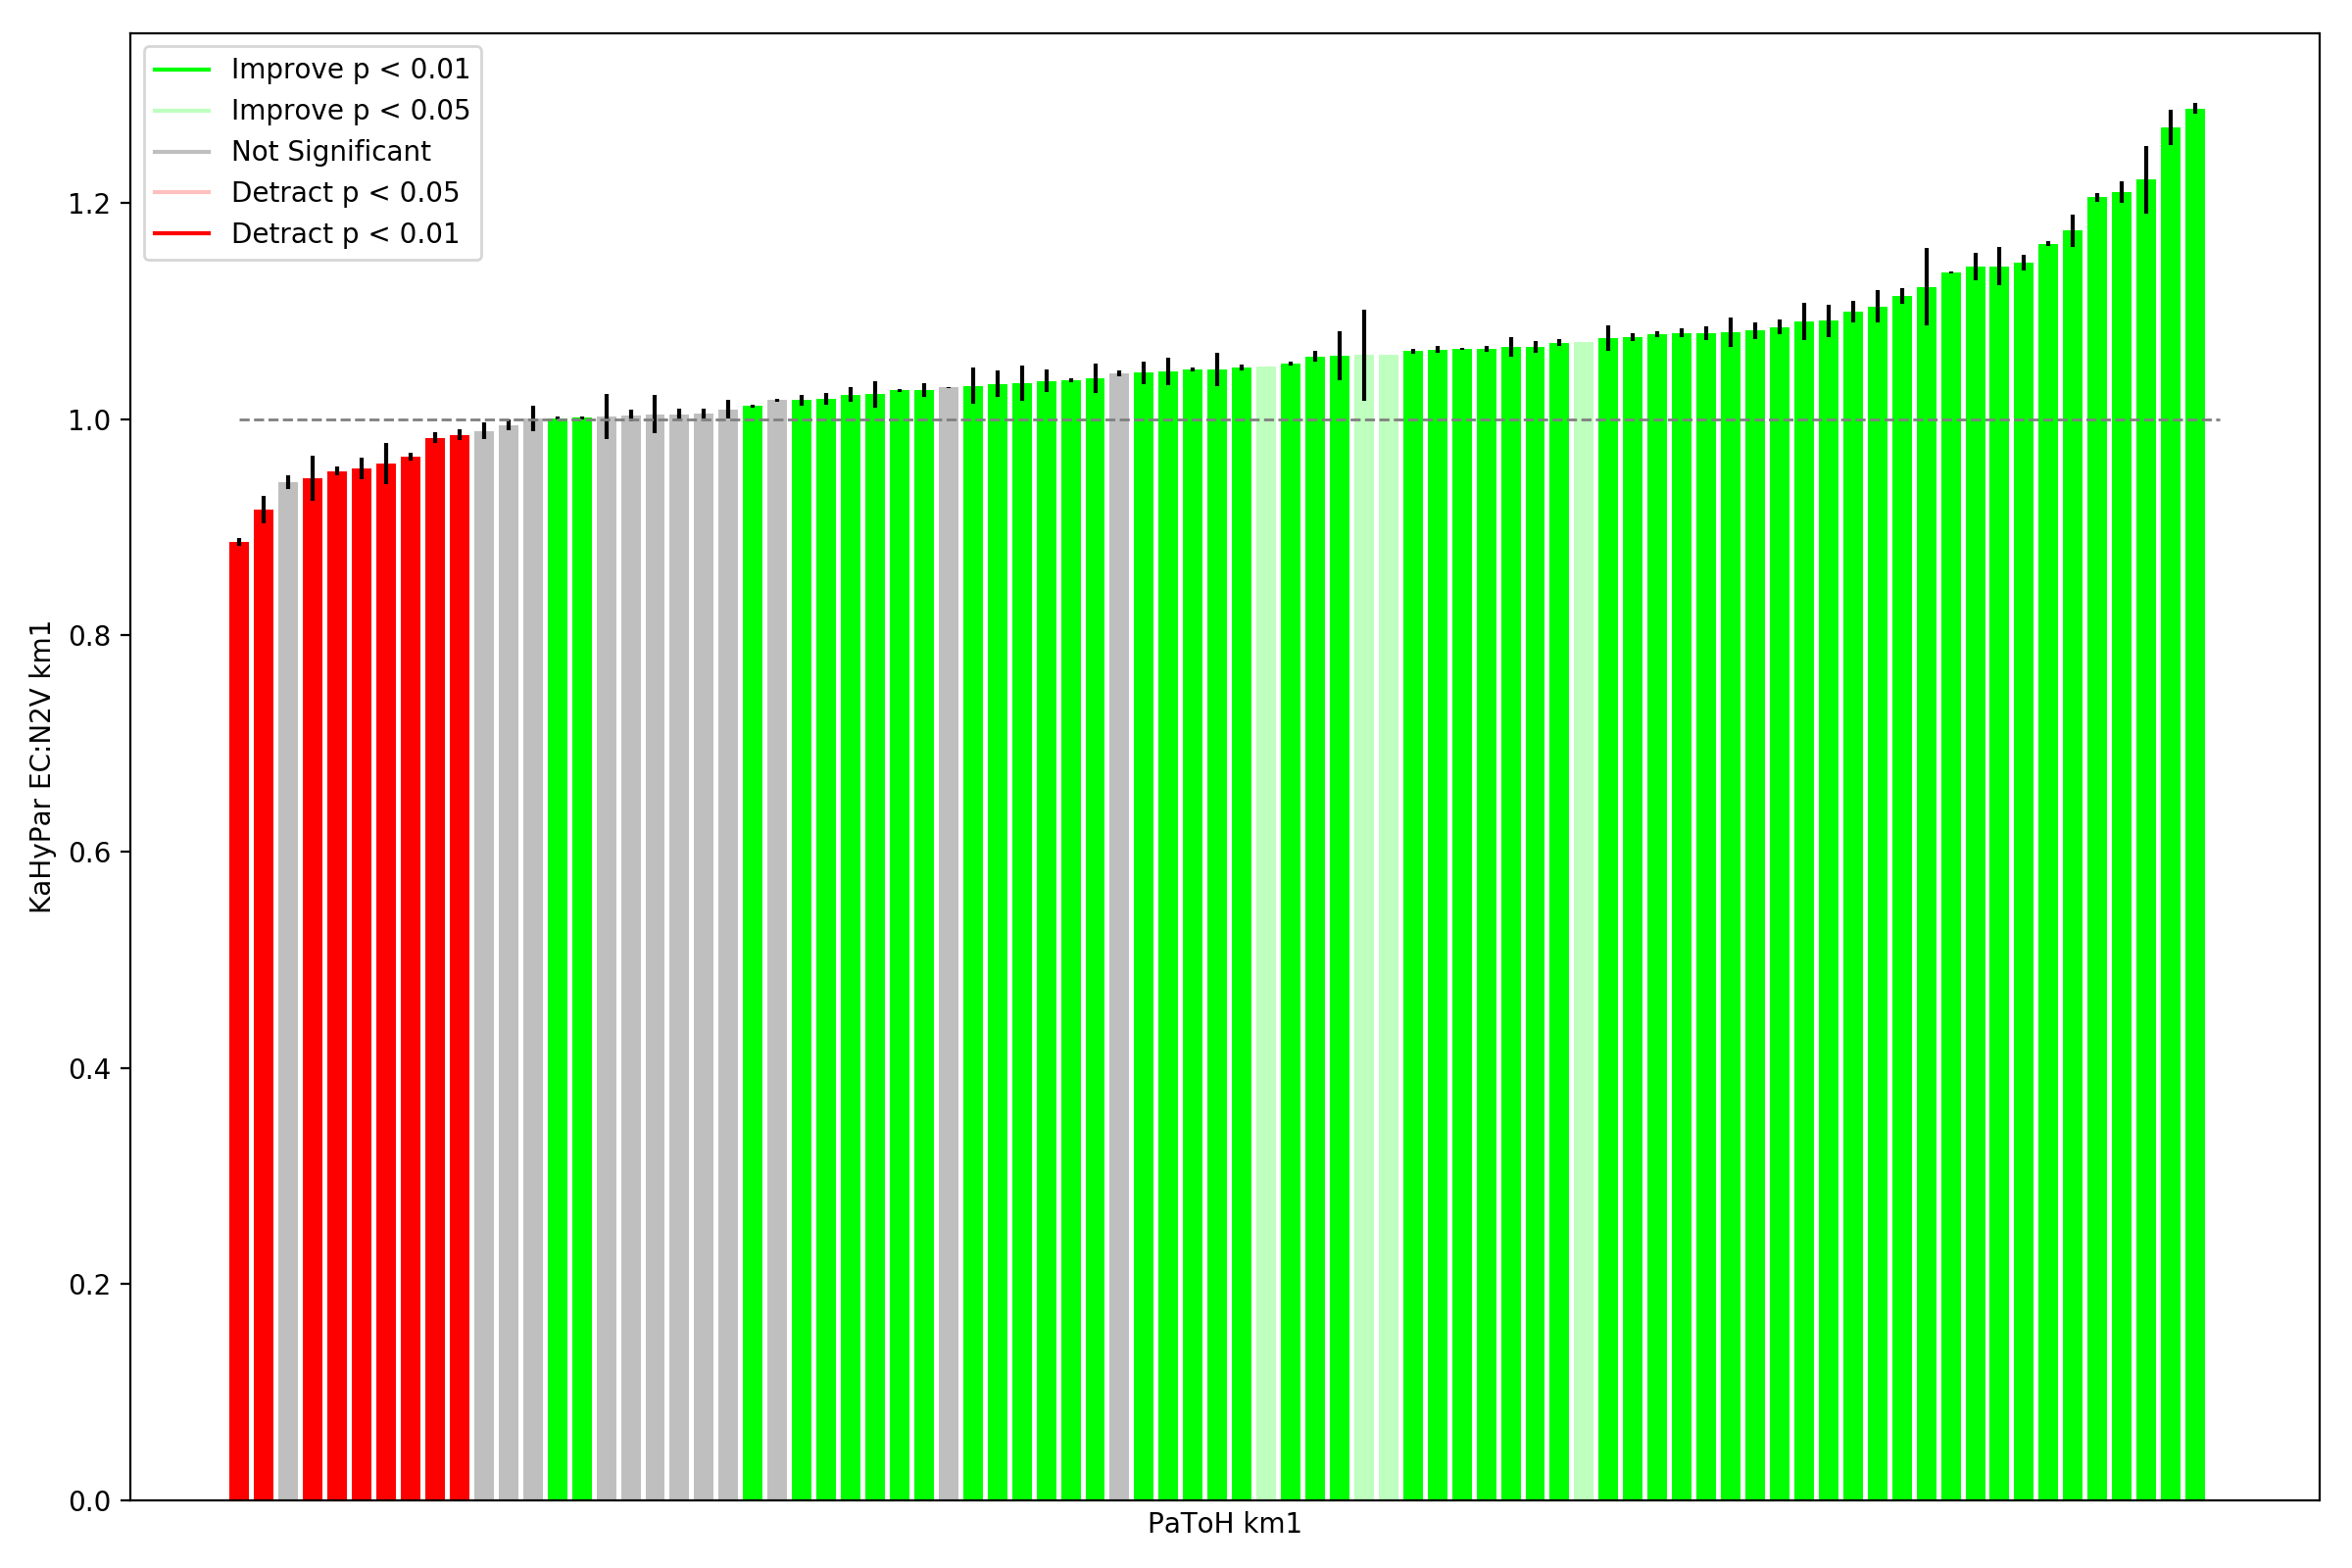 Improve p < 0.01
Improve p < 0.05
Not Significant
Detract p < 0.05
Detract p < 0.01
1.2
1.0
0.8
0.6
0.4
0.2
0.0
KaHyPar EC:N2V km1
PaToH km1